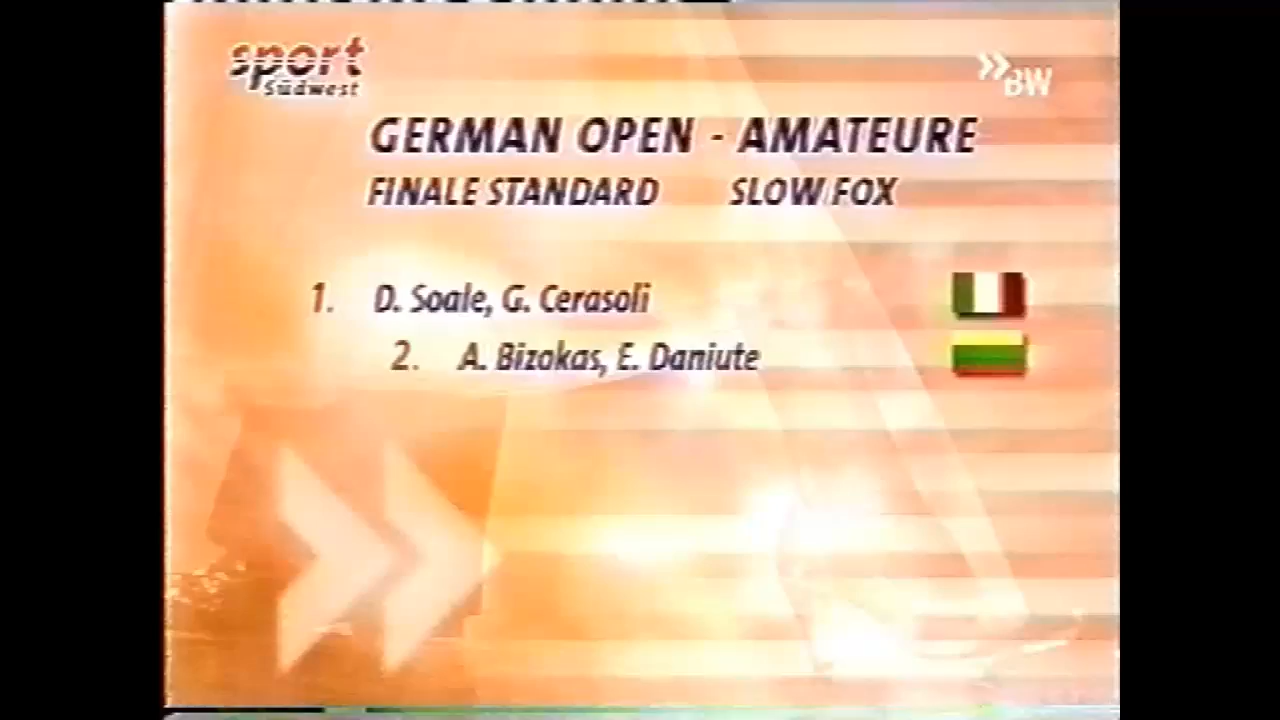 sport
Südwest
BW
GERMAN OPEN - AMATEURE
FINALE STANDARD SLOW FOX
1. D. Soale, G. Cerasoli
2. A. Bizokas, E. Daniute